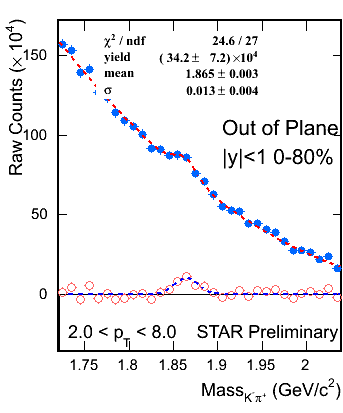 Raw Counts (×10⁴)
150
100
50
0
χ² / ndf 24.6 / 27
yield ( 34.2 ± 7.2) ×10⁴
mean 1.865 ± 0.003
σ 0.013 ± 0.004
Out of Plane
|y|<1 0-80%
2.0 < p_T < 8.0 STAR Preliminary
1.75 1.8 1.85 1.9 1.95 2
Mass_K⁻π⁺ (GeV/c²)